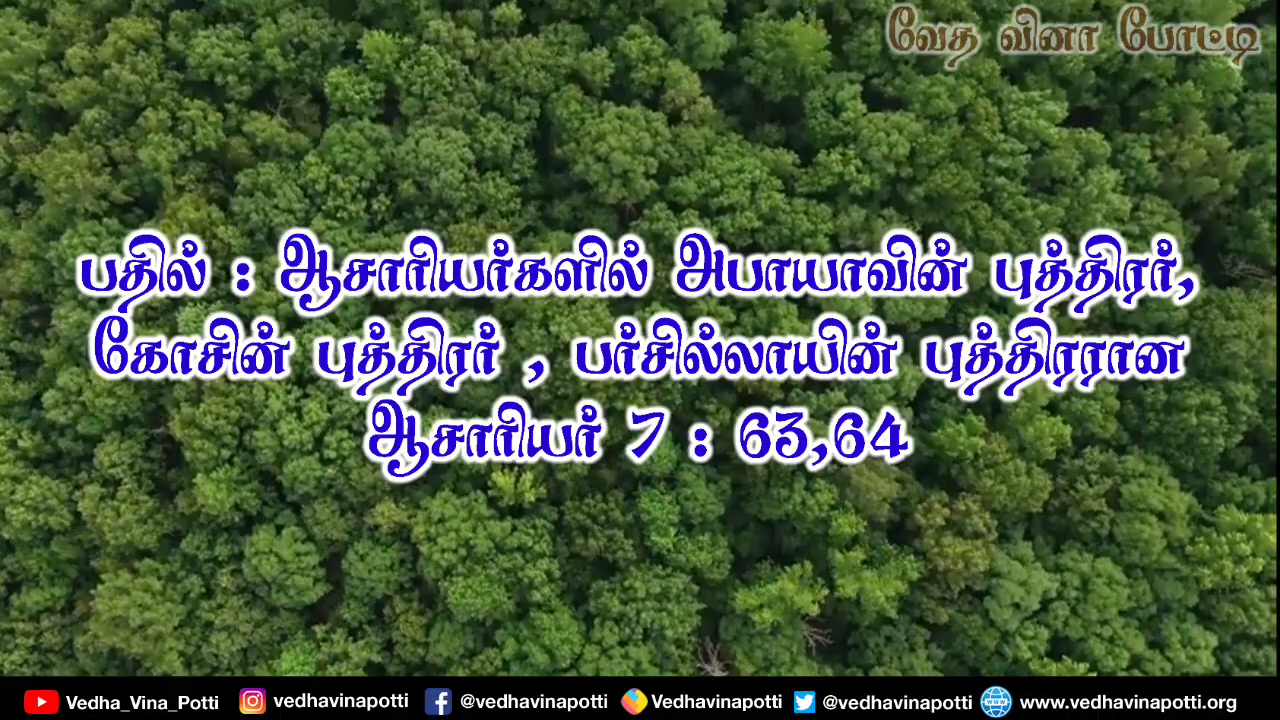 வேத வினா போட்டி
பதில் : ஆசாரியர்களில் அபாயாவின் புத்திரர்,
கோசின் புத்திரர் , பர்சில்லாயின் புத்திரரான
ஆசாரியர் 7 : 63,64
Vedha_Vina_Potti vedhavinapotti @vedhavinapotti Vedhavinapotti @vedhavinapotti www.vedhavinapotti.org